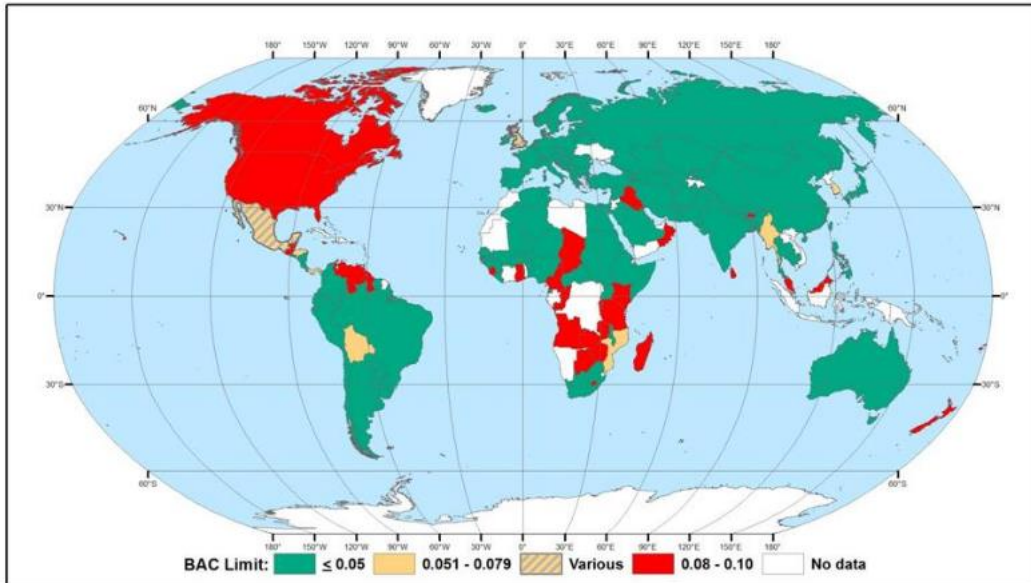 180° 150°W 120°W 90°W 60°W 30°W 0° 30°E 60°E 90°E 120°E 150°E 180°
60°N 60°N
30°N 30°N
0° 0°
30°S 30°S
60°S 60°S
180° 150°W 120°W 90°W 60°W 30°W 0° 30°E 60°E 90°E 120°E 150°E 180°
BAC Limit: ≤ 0.05 0.051 - 0.079 Various 0.08 - 0.10 No data